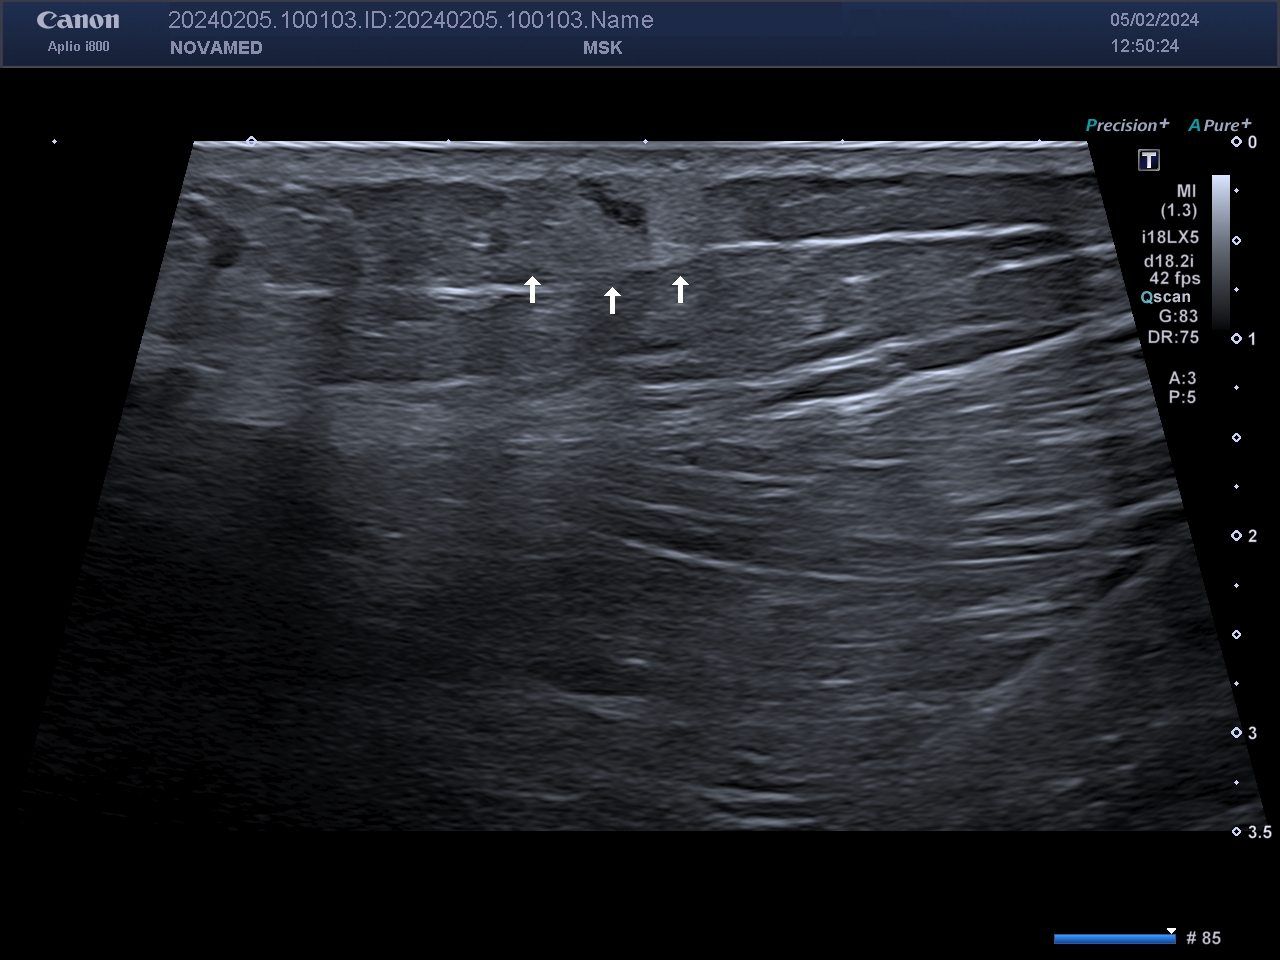 Canon
Aplio i800
20240205.100103.ID:20240205.100103.Name
NOVAMED
MSK
05/02/2024
12:50:24
Precision+ APure+
T
0
MI
(1.3)
i18LX5
d18.2i
42 fps
Qscan
G:83
DR:75
1
A:3
P:5
2
3
3.5
# 85